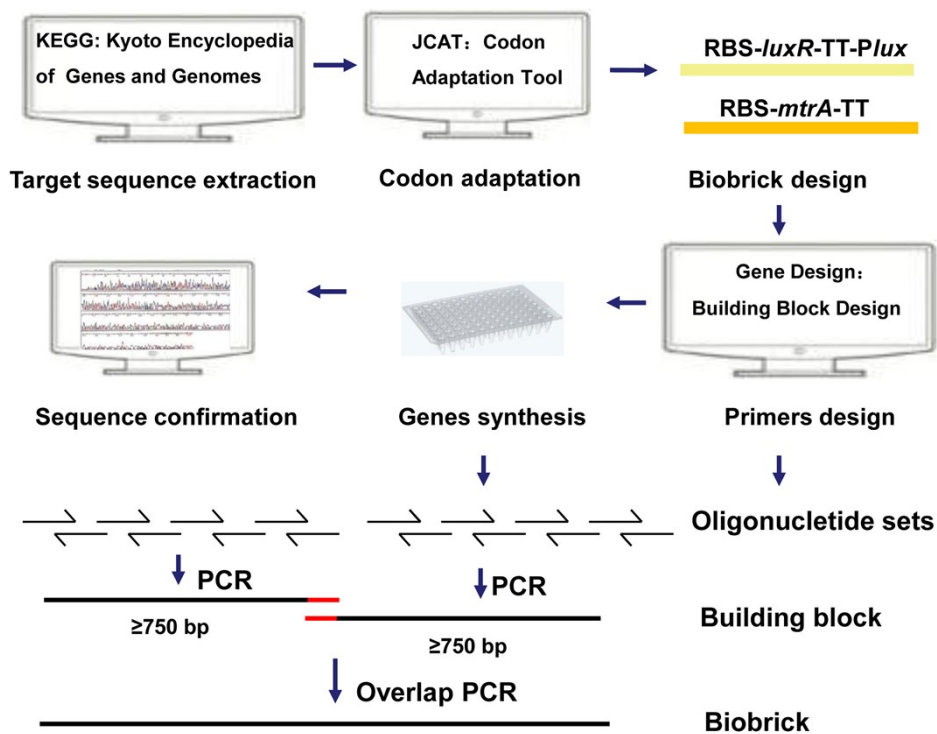 KEGG: Kyoto Encyclopedia
of Genes and Genomes
JCAT: Codon
Adaptation Tool
RBS-luxR-TT-Plux
RBS-mtrA-TT
Target sequence extraction
Codon adaptation
Biobrick design
Gene Design:
Building Block Design
Sequence confirmation
Genes synthesis
Primers design
Oligonucletide sets
PCR
PCR
≥750 bp
≥750 bp
Building block
Overlap PCR
Biobrick